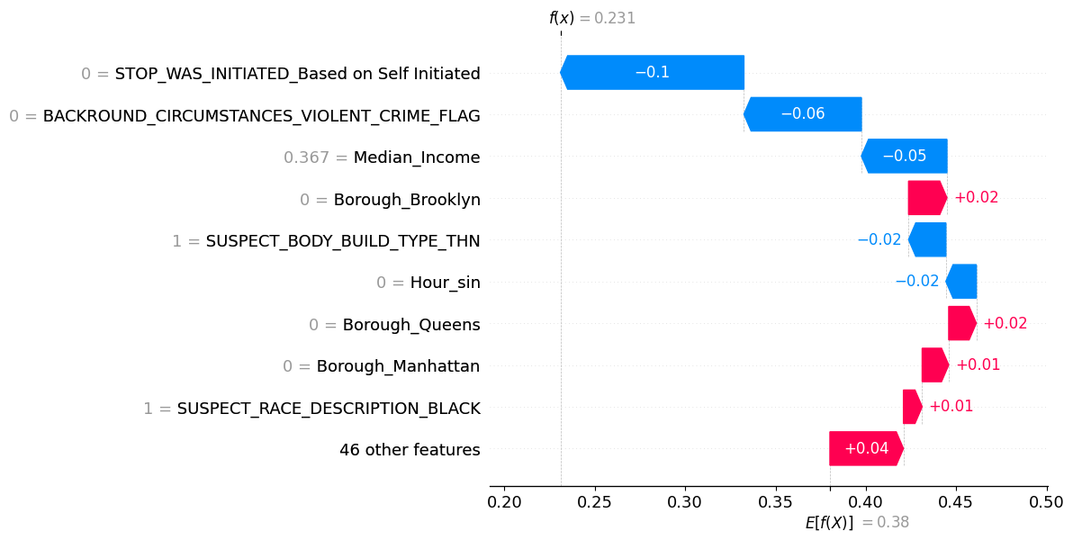 f(x) = 0.231
0 = STOP_WAS_INITIATED_Based on Self Initiated
−0.1
0 = BACKROUND_CIRCUMSTANCES_VIOLENT_CRIME_FLAG
−0.06
0.367 = Median_Income
−0.05
0 = Borough_Brooklyn
+0.02
1 = SUSPECT_BODY_BUILD_TYPE_THN
−0.02
0 = Hour_sin
−0.02
0 = Borough_Queens
+0.02
0 = Borough_Manhattan
+0.01
1 = SUSPECT_RACE_DESCRIPTION_BLACK
+0.01
46 other features
+0.04
0.20 0.25 0.30 0.35 0.40 0.45 0.50
E[f(X)] = 0.38